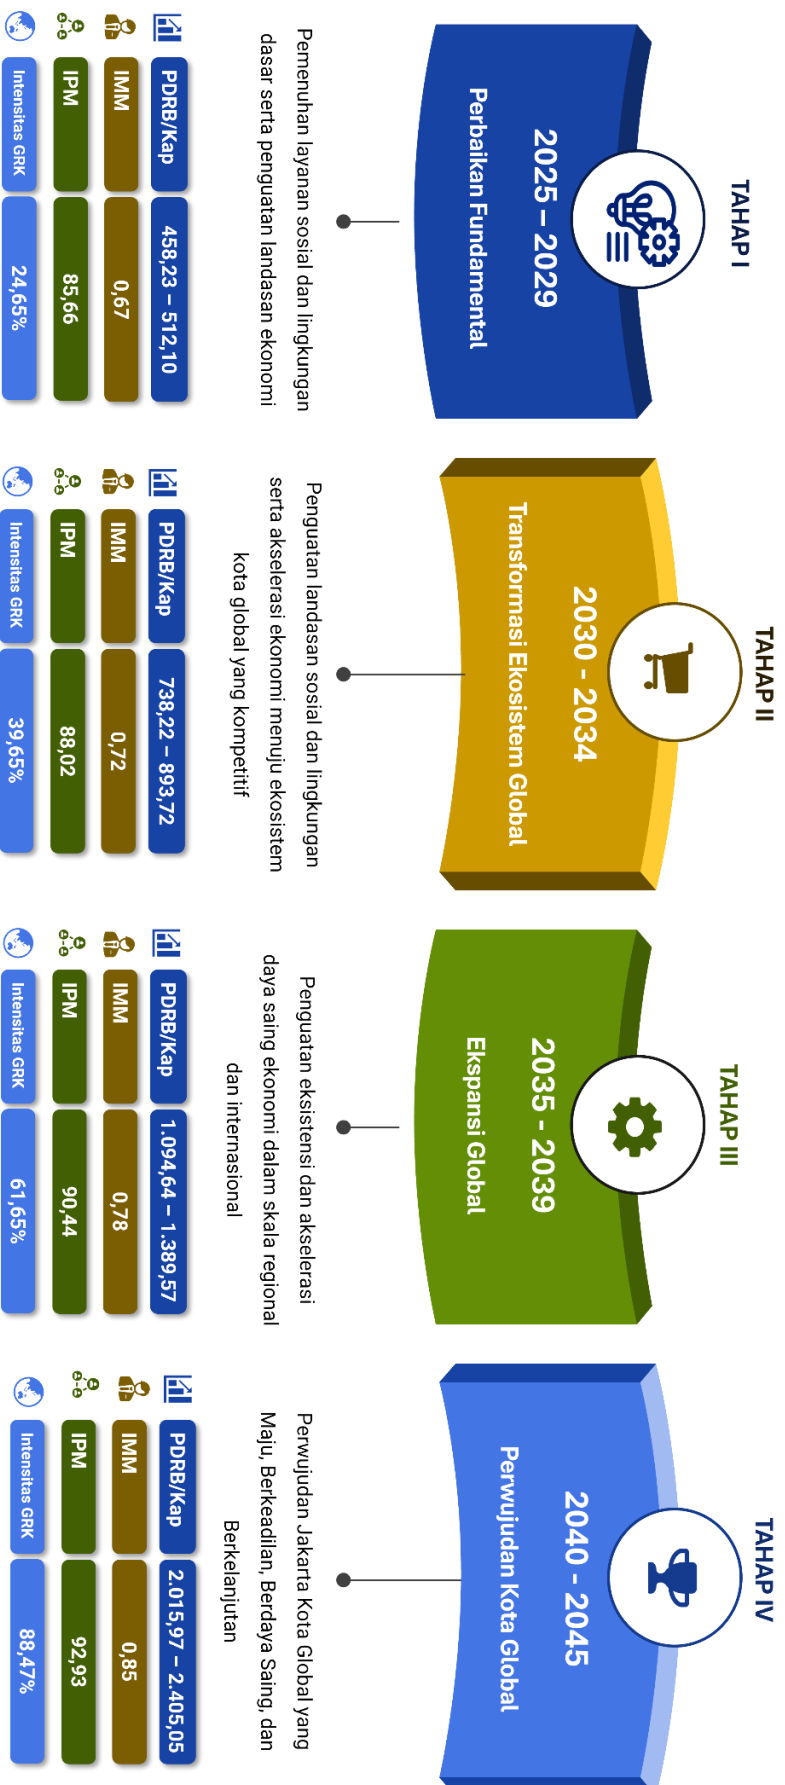 TAHAP I
2025 – 2029
Perbaikan Fundamental
Pemenuhan layanan sosial dan lingkungan
dasar serta penguatan landasan ekonomi
PDRB/Kap
458,23 – 512,10
IMM
0,67
IPM
85,66
Intensitas GRK
24,65%
TAHAP II
2030 - 2034
Transformasi Ekosistem Global
Penguatan landasan sosial dan lingkungan
serta akselerasi ekonomi menuju ekosistem
kota global yang kompetitif
PDRB/Kap
738,22 – 893,72
IMM
0,72
IPM
88,02
Intensitas GRK
39,65%
TAHAP III
2035 - 2039
Ekspansi Global
Penguatan eksistensi dan akselerasi
daya saing ekonomi dalam skala regional
dan internasional
PDRB/Kap
1.094,64 – 1.389,57
IMM
0,78
IPM
90,44
Intensitas GRK
61,65%
TAHAP IV
2040 - 2045
Perwujudan Kota Global
Perwujudan Jakarta Kota Global yang
Maju, Berkeadilan, Berdaya Saing, dan
Berkelanjutan
PDRB/Kap
2.015,97 – 2.405,05
IMM
0,85
IPM
92,93
Intensitas GRK
88,47%